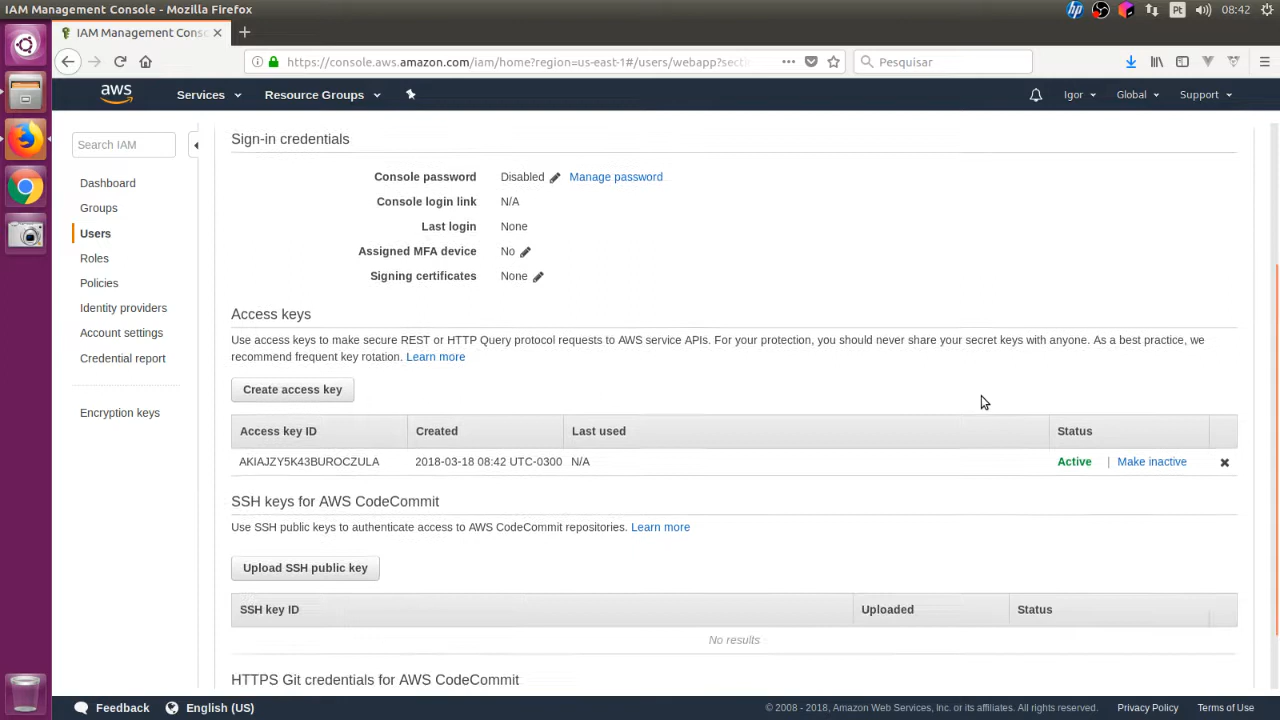 IAM Management Console - Mozilla Firefox
Pt
08:42
IAM Management Conso
https://console.aws.amazon.com/iam/home?region=us-east-1#/users/webapp?secti
Pesquisar
aws
Services
Resource Groups
Igor
Global
Support
Search IAM
Dashboard
Groups
Users
Roles
Policies
Identity providers
Account settings
Credential report
Encryption keys
Sign-in credentials
Console password Disabled Manage password
Console login link N/A
Last login None
Assigned MFA device No
Signing certificates None
Access keys
Use access keys to make secure REST or HTTP Query protocol requests to AWS service APIs. For your protection, you should never share your secret keys with anyone. As a best practice, we
recommend frequent key rotation. Learn more
Create access key
Access key ID Created Last used Status
AKIAJZY5K43BUROCZULA 2018-03-18 08:42 UTC-0300 N/A Active | Make inactive
SSH keys for AWS CodeCommit
Use SSH public keys to authenticate access to AWS CodeCommit repositories. Learn more
Upload SSH public key
SSH key ID Uploaded Status
No results
HTTPS Git credentials for AWS CodeCommit
Feedback
English (US)
© 2008 - 2018, Amazon Web Services, Inc. or its affiliates. All rights reserved.
Privacy Policy
Terms of Use